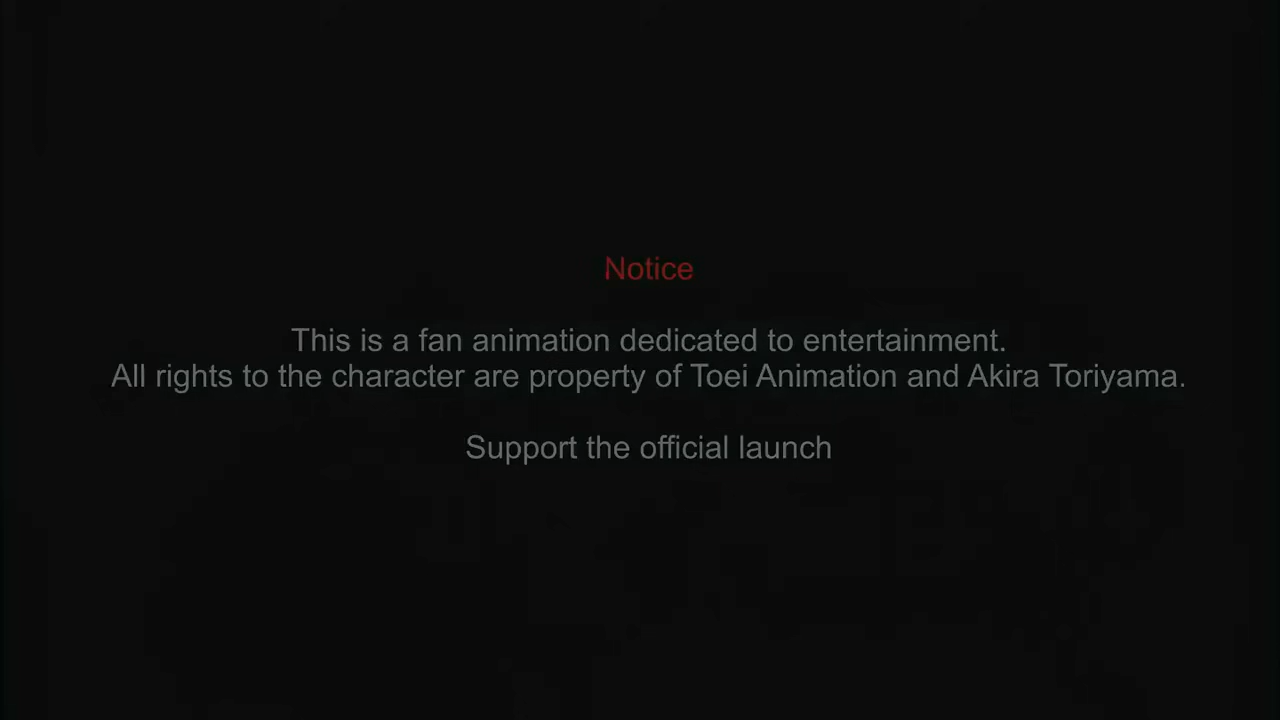 Notice
This is a fan animation dedicated to entertainment.
All rights to the character are property of Toei Animation and Akira Toriyama.
Support the official launch